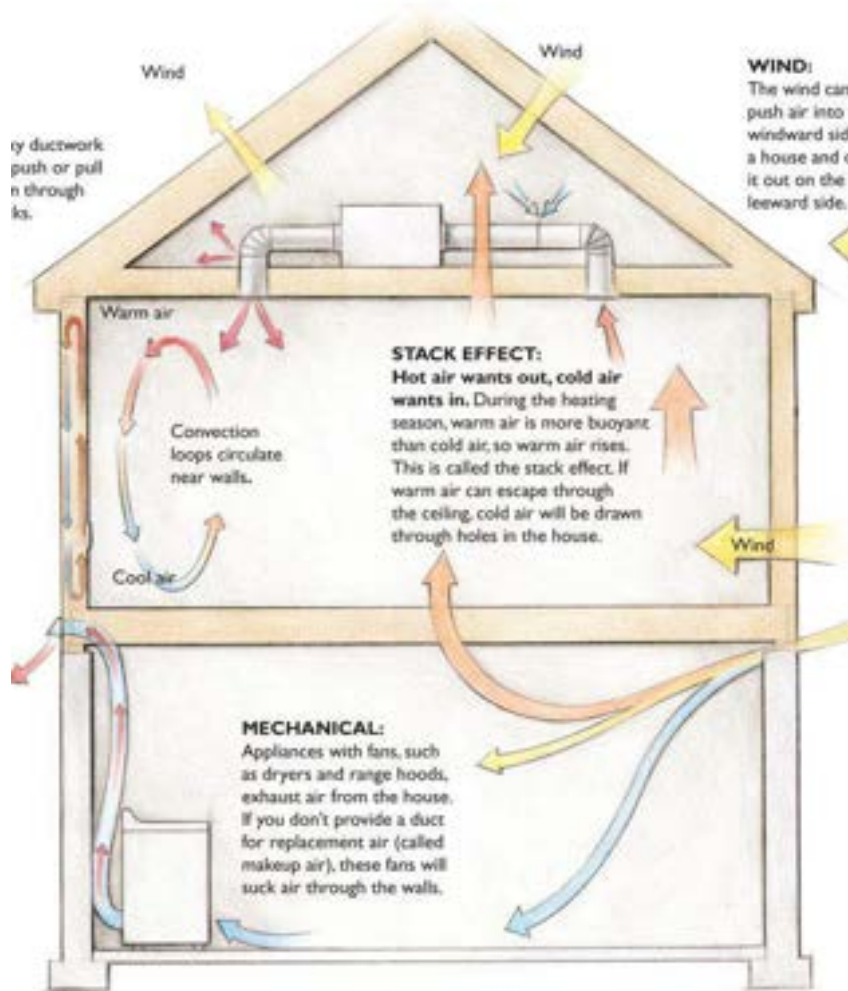 Wind
Wind
WIND:
The wind can
push air into
windward sid
a house and
it out on the
leeward side.
ductwork
push or pull
through
Warm air
STACK EFFECT:
Hot air wants out, cold air
wants in. During the heating
season, warm air is more buoyant
than cold air, so warm air rises.
This is called the stack effect. If
warm air can escape through
the ceiling, cold air will be drawn
through holes in the house.
Convection
loops circulate
near walls.
Wind
Cool air
MECHANICAL:
Appliances with fans, such
as dryers and range hoods,
exhaust air from the house.
If you don't provide a duct
for replacement air (called
makeup air), these fans will
suck air through the walls.